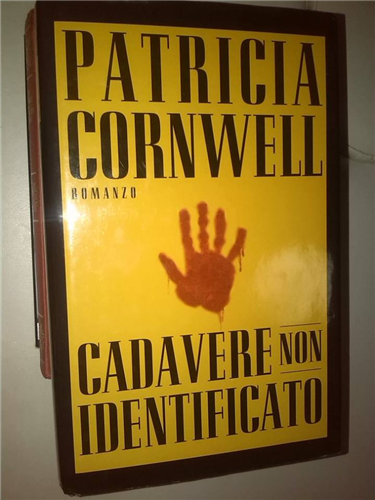 PATRICIA
CORNWELL
ROMANZO
CADAVERE NON
IDENTIFICATO